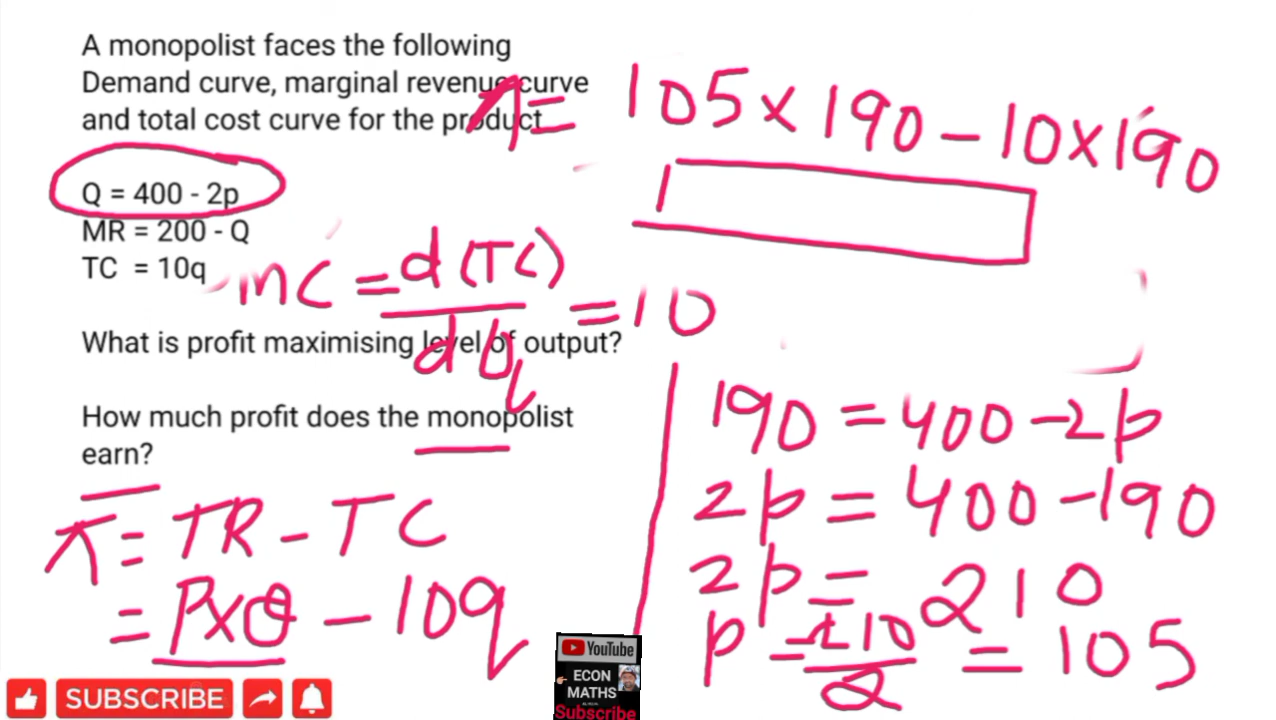 A monopolist faces the following
Demand curve, marginal revenue curve
and total cost curve for the product
π = 105 × 190 – 10 × 190
Q = 400 - 2p
MR = 200 - Q
TC = 10q
MC = d(TC)
dq
= 10
What is profit maximising level of output?
How much profit does the monopolist
earn?
π = TR – TC
= P×Q – 10q
190 = 400 – 2p
2p = 400 – 190
2p = 210
p = 210
2
= 105
YouTube
ECON
MATHS
Subscribe
SUBSCRIBE